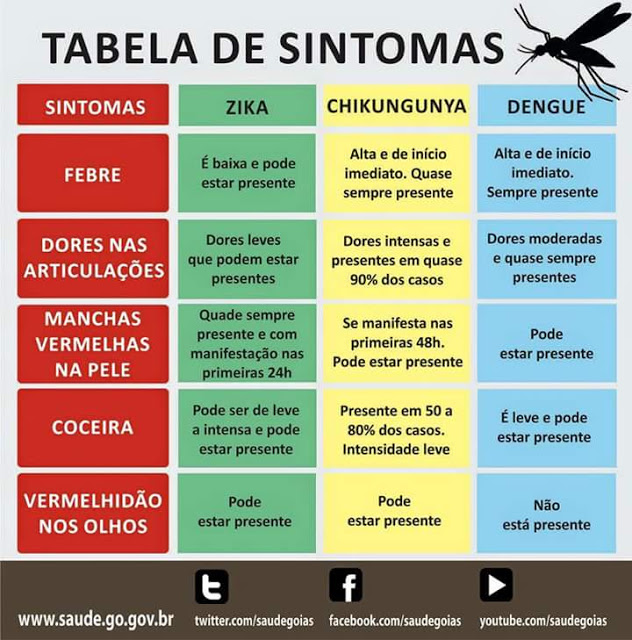 TABELA DE SINTOMAS
SINTOMAS
ZIKA
CHIKUNGUNYA
DENGUE
FEBRE
É baixa e pode
estar presente
Alta e de início
imediato. Quase
sempre presente
Alta e de início
imediato.
Sempre presente
DORES NAS
ARTICULAÇÕES
Dores leves
que podem estar
presentes
Dores intensas e
presentes em quase
90% dos casos
Dores moderadas
e quase sempre
presentes
MANCHAS
VERMELHAS
NA PELE
Quade sempre
presente e com
manifestação nas
primeiras 24h
Se manifesta nas
primeiras 48h.
Pode estar presente
Pode
estar presente
COCEIRA
Pode ser de leve
a intensa e pode
estar presente
Presente em 50 a
80% dos casos.
Intensidade leve
É leve e pode
estar presente
VERMELHIDÃO
NOS OLHOS
Pode
estar presente
Pode
estar presente
Não
está presente
www.saude.go.gov.br
twitter.com/saudegoias
facebook.com/saudegoias
youtube.com/saudegoias